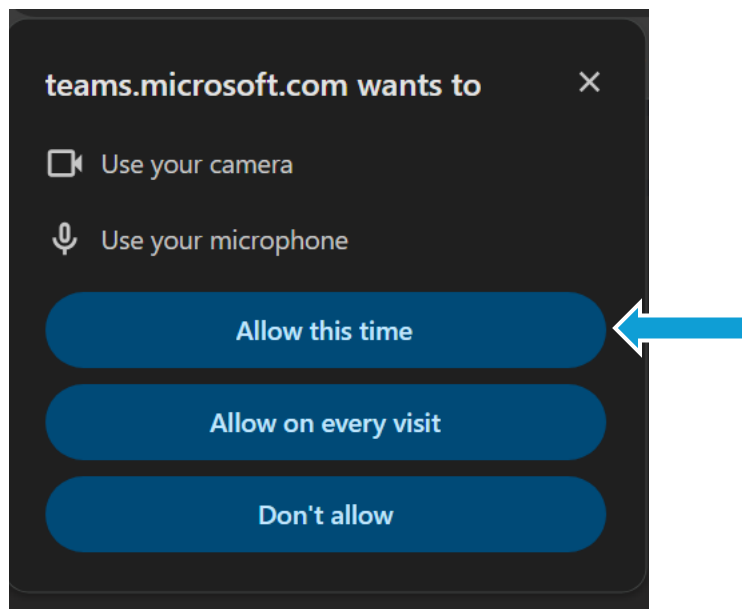 teams.microsoft.com wants to
Use your camera
Use your microphone
Allow this time
Allow on every visit
Don't allow